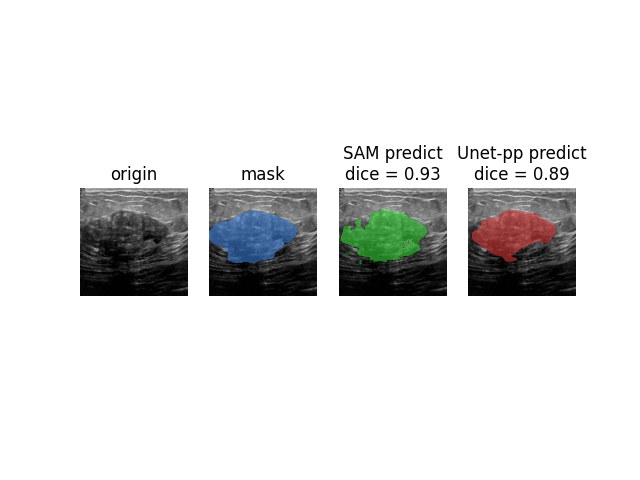 origin
mask
SAM predict
dice = 0.93
Unet-pp predict
dice = 0.89